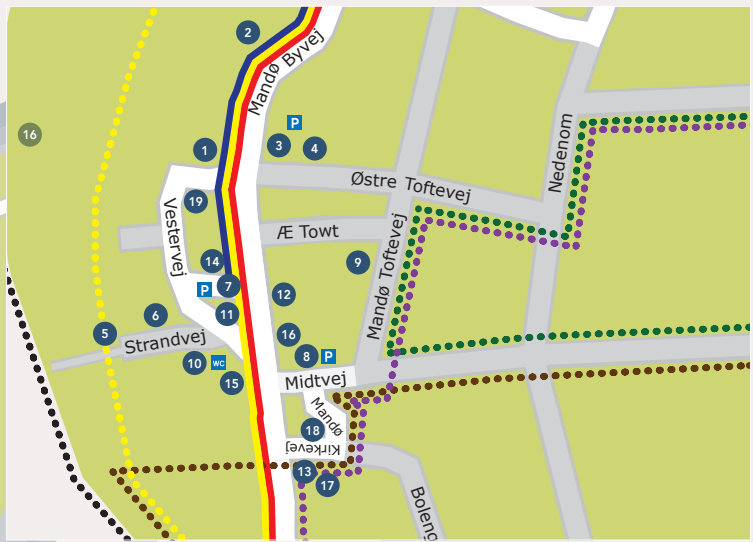 2
Mandø Byvej
P
16
1
3
4
Nedenom
Østre Toftevej
19
Vestervej
Æ Towt
14
9
Mandø Toftevej
P
7
12
6
11
5
Strandvej
16
8
P
10
WC
15
Midtvej
Mandø
18
Kirkevej
13
17
Boleng